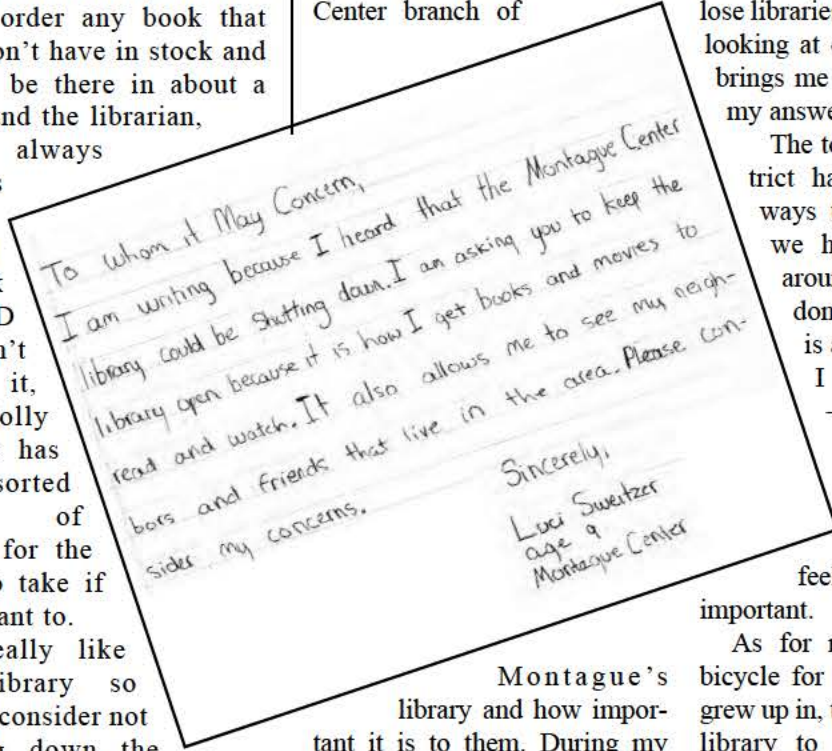 order any book that
on't have in stock and
be there in about a
nd the librarian,
always
D
n't
it,
olly
has
sorted
of
for the
take if
ant to.
eally like
ibrary so
consider not
down the
Center branch of
To whom it May Concern,
I am writing because I heard that the Montague Center
library could be shutting down. I am asking you to keep the
library open because it is how I get books and movies to
read and watch. It also allows me to see my neigh-
bors and friends that live in the area. Please con-
sider my concerns.
Sincerely,
Luci Sweitzer
age 9
Montague Center
Montague's
library and how impor-
tant it is to them. During my
lose librarie
looking at
brings me
my answe
The to
trict ha
ways
we h
arou
don
is
I
feel
important.
As for
bicycle for
grew up in,
library to